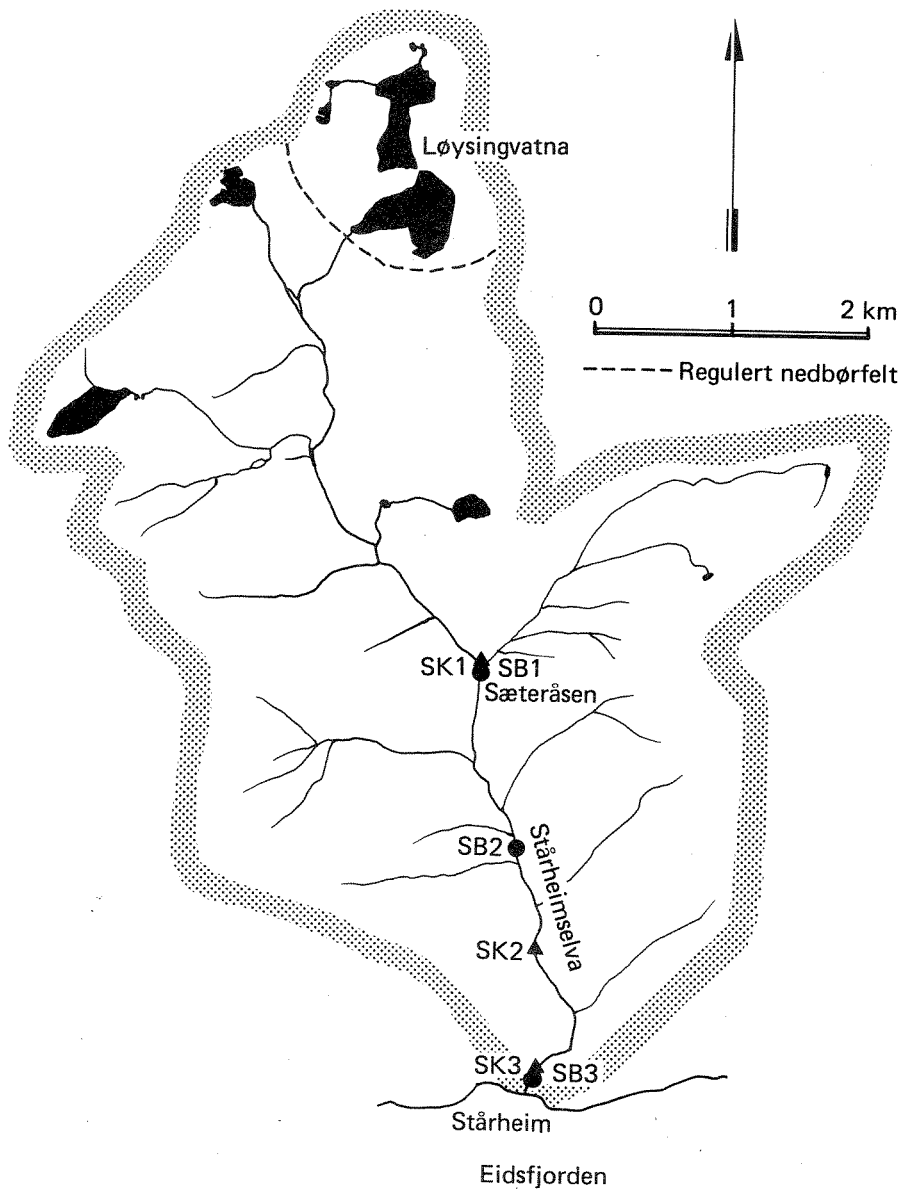 Løysingvatna
0 1 2 km
Regulert nedbørfelt
SK1 SB1
Sæteråsen
SB2
Stårheimselva
SK2
SK3 SB3
Stårheim
Eidsfjorden